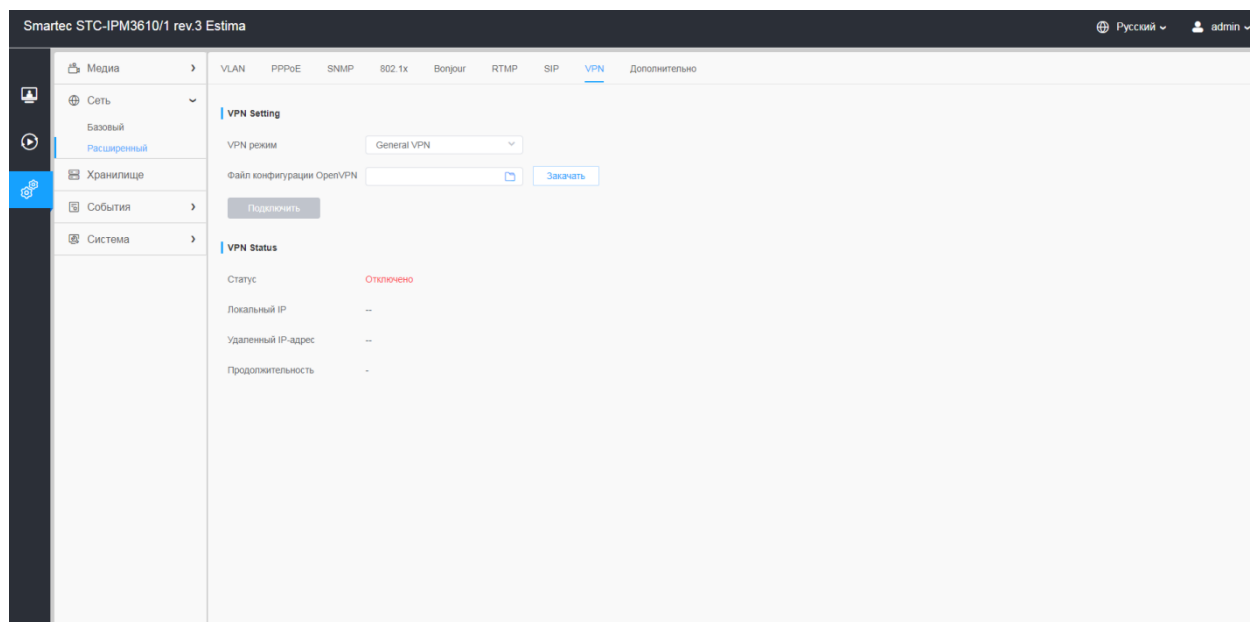 Smartec STC-IPM3610/1 rev.3 Estima
Русский
admin
Медиа
Сеть
Базовый
Расширенный
Хранилище
События
Система
VLAN PPPoE SNMP 802.1x Bonjour RTMP SIP VPN Дополнительно
VPN Setting
VPN режим General VPN
Файл конфигурации OpenVPN Закачать
Подключить
VPN Status
Статус Отключено
Локальный IP --
Удаленный IP-адрес --
Продолжительность -